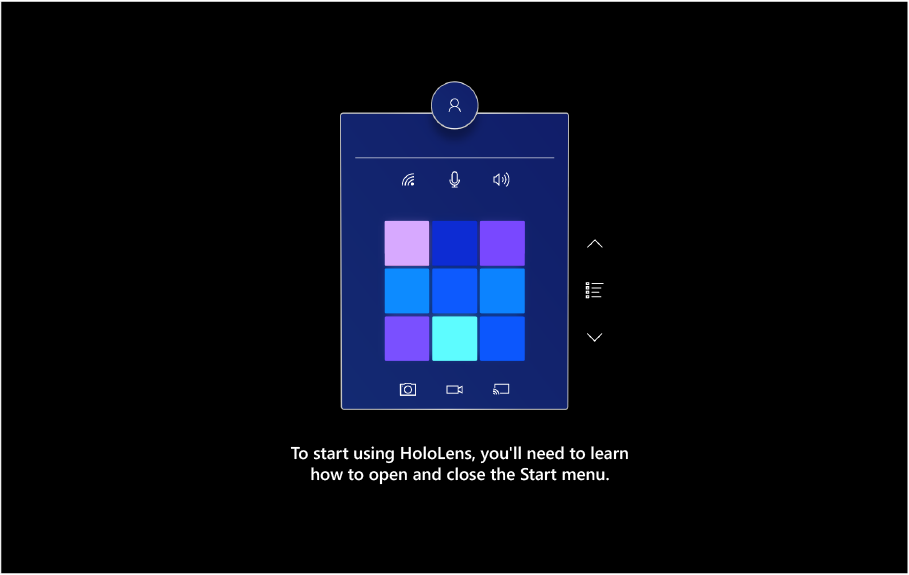 To start using HoloLens, you'll need to learn
how to open and close the Start menu.